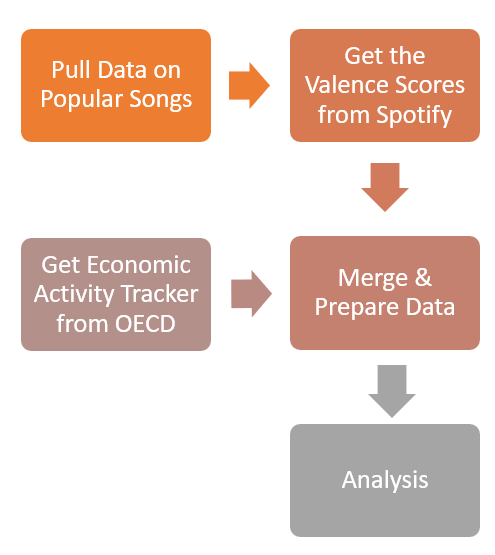 Pull Data on
Popular Songs
Get the
Valence Scores
from Spotify
Get Economic
Activity Tracker
from OECD
Merge &
Prepare Data
Analysis